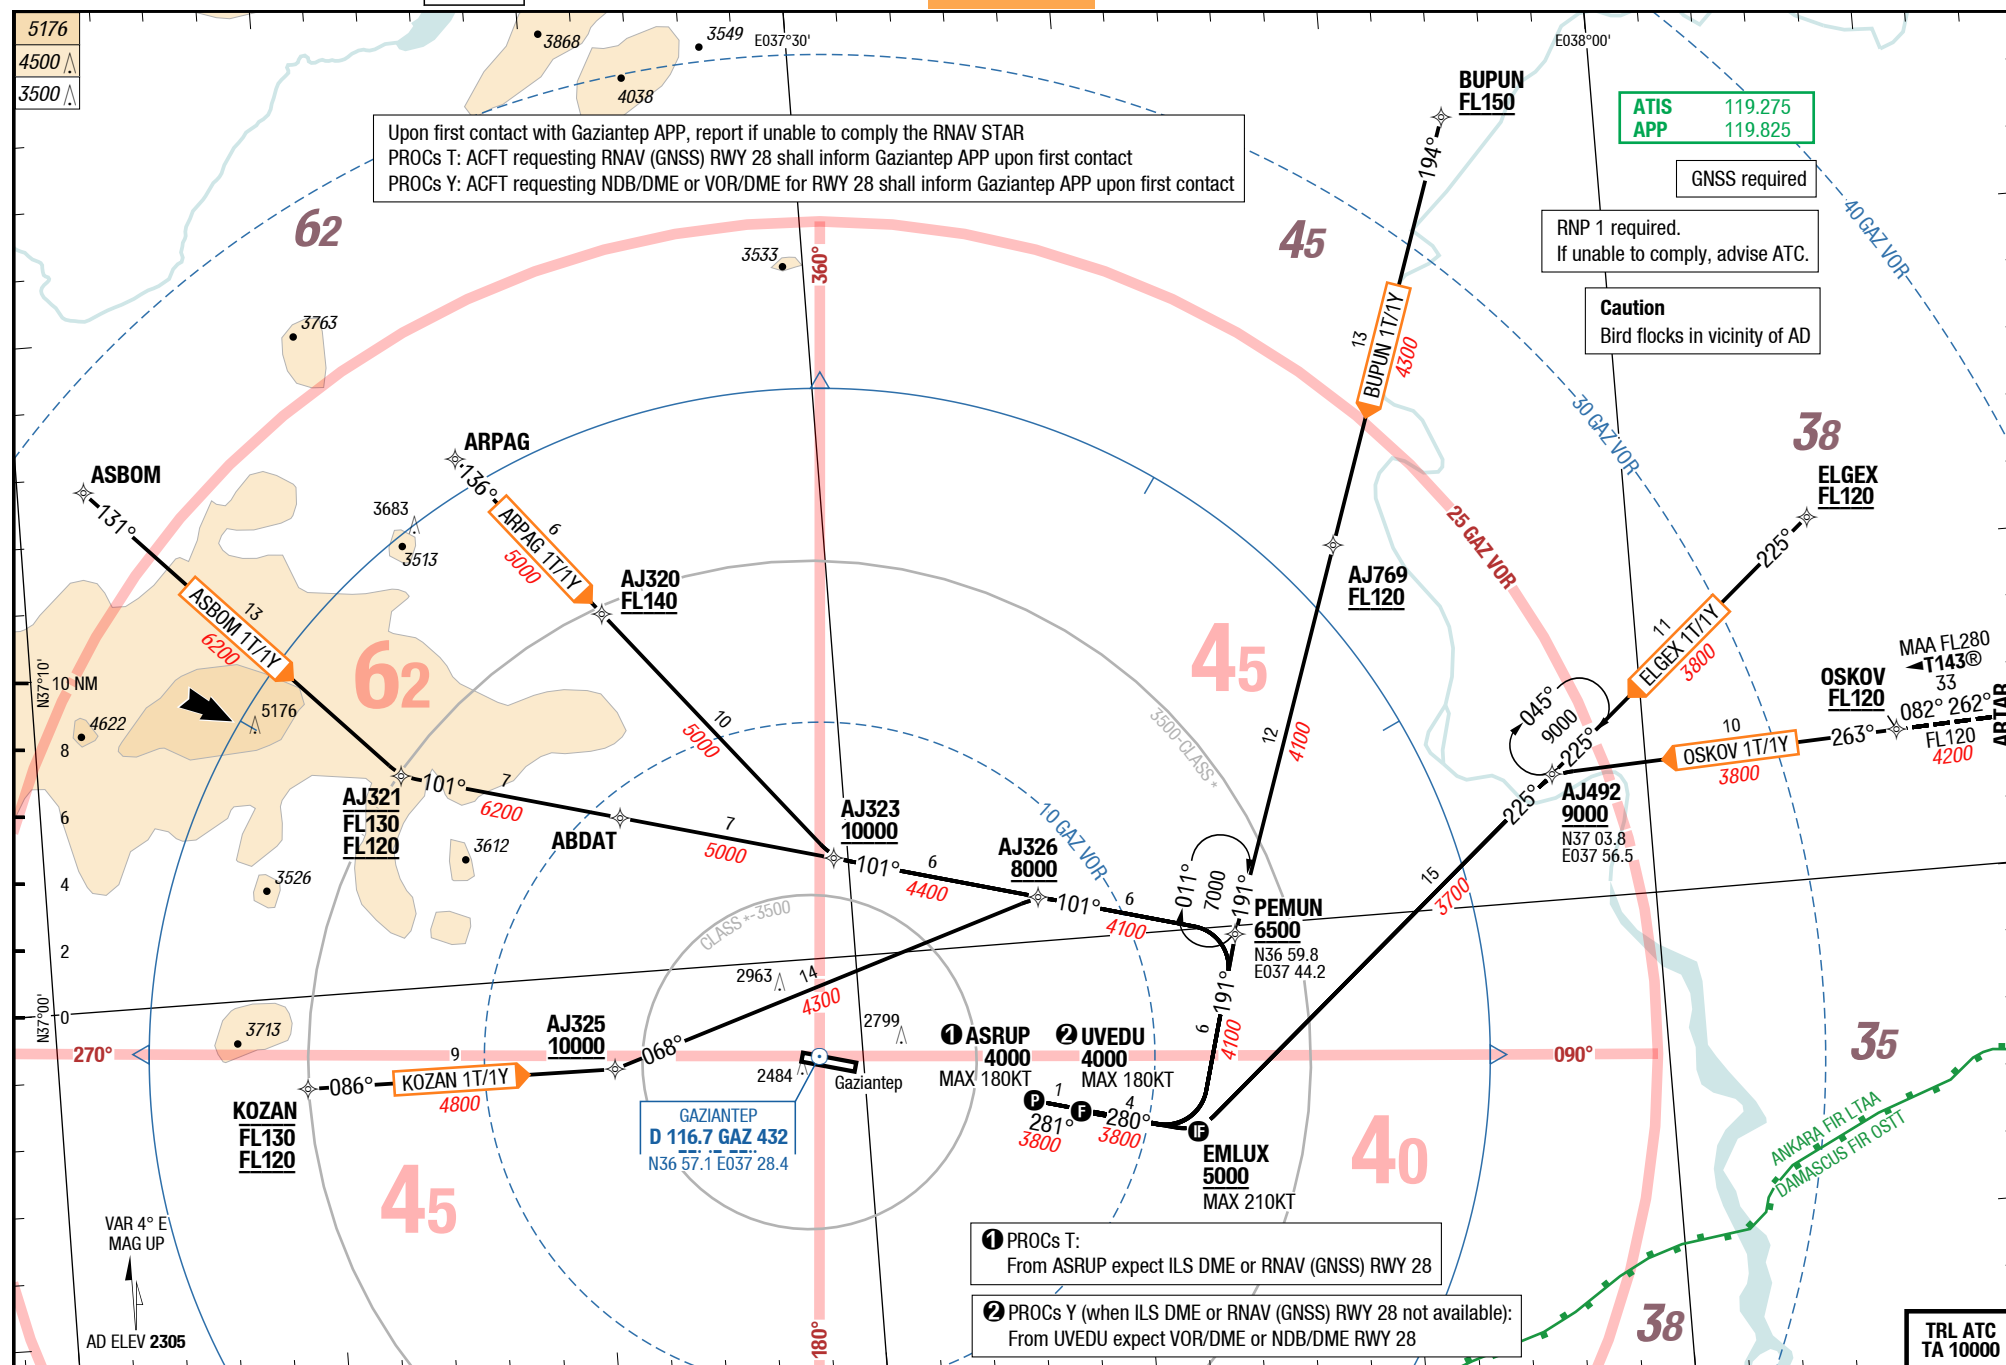 5176
4500
3500
3868
3549
4038
E037°30'
E038°00'
BUPUN
FL150
194°
ATIS 119.275
APP 119.825
GNSS required
RNP 1 required.
If unable to comply, advise ATC.
Caution
Bird flocks in vicinity of AD
Upon first contact with Gaziantep APP, report if unable to comply the RNAV STAR
PROCs T: ACFT requesting RNAV (GNSS) RWY 28 shall inform Gaziantep APP upon first contact
PROCs Y: ACFT requesting NDB/DME or VOR/DME for RWY 28 shall inform Gaziantep APP upon first contact
62
45
40 GAZ VOR
3533
360°
3763
13
BUPUN 1T/1Y
4300
30 GAZ VOR
38
ELGEX
FL120
225°
ARPAG
136°
ASBOM
131°
3683
3513
6
ARPAG 1T/1Y
5000
25 GAZ VOR
AJ320
FL140
AJ769
FL120
13
ASBOM 1T/1Y
6200
62
45
11
ELGEX 1T/1Y
3800
MAA FL280
T143®
33
OSKOV
FL120
082° 262°
FL120
4200
ARTAR
N37°10'
10 NM
4622
5176
10
5000
3500-CLASS *
12
4100
045°
9000
225°
10
OSKOV 1T/1Y
3800
263°
8
6
4
2
0
AJ321
FL130
FL120
101°
7
6200
ABDAT
7
5000
AJ323
10000
101°
6
4400
10 GAZ VOR
AJ326
8000
101°
6
4100
011°
7000
191°
PEMUN
6500
N36 59.8
E037 44.2
225°
15
3700
AJ492
9000
N37 03.8
E037 56.5
3612
3526
CLASS *-3500
2963
14
4300
191°
6
4100
N37°00'
3713
270°
AJ325
10000
068°
2799
2484
Gaziantep
1 ASRUP
4000
MAX 180KT
2 UVEDU
4000
MAX 180KT
090°
35
9
086°
KOZAN 1T/1Y
4800
KOZAN
FL130
FL120
GAZIANTEP
D 116.7 GAZ 432
N36 57.1 E037 28.4
P
1
281°
3800
F
4
280°
3800
IF
EMLUX
5000
MAX 210KT
40
45
ANKARA FIR LTAA
DAMASCUS FIR OSTT
VAR 4° E
MAG UP
AD ELEV 2305
180°
1 PROCs T:
From ASRUP expect ILS DME or RNAV (GNSS) RWY 28
2 PROCs Y (when ILS DME or RNAV (GNSS) RWY 28 not available):
From UVEDU expect VOR/DME or NDB/DME RWY 28
38
TRL ATC
TA 10000